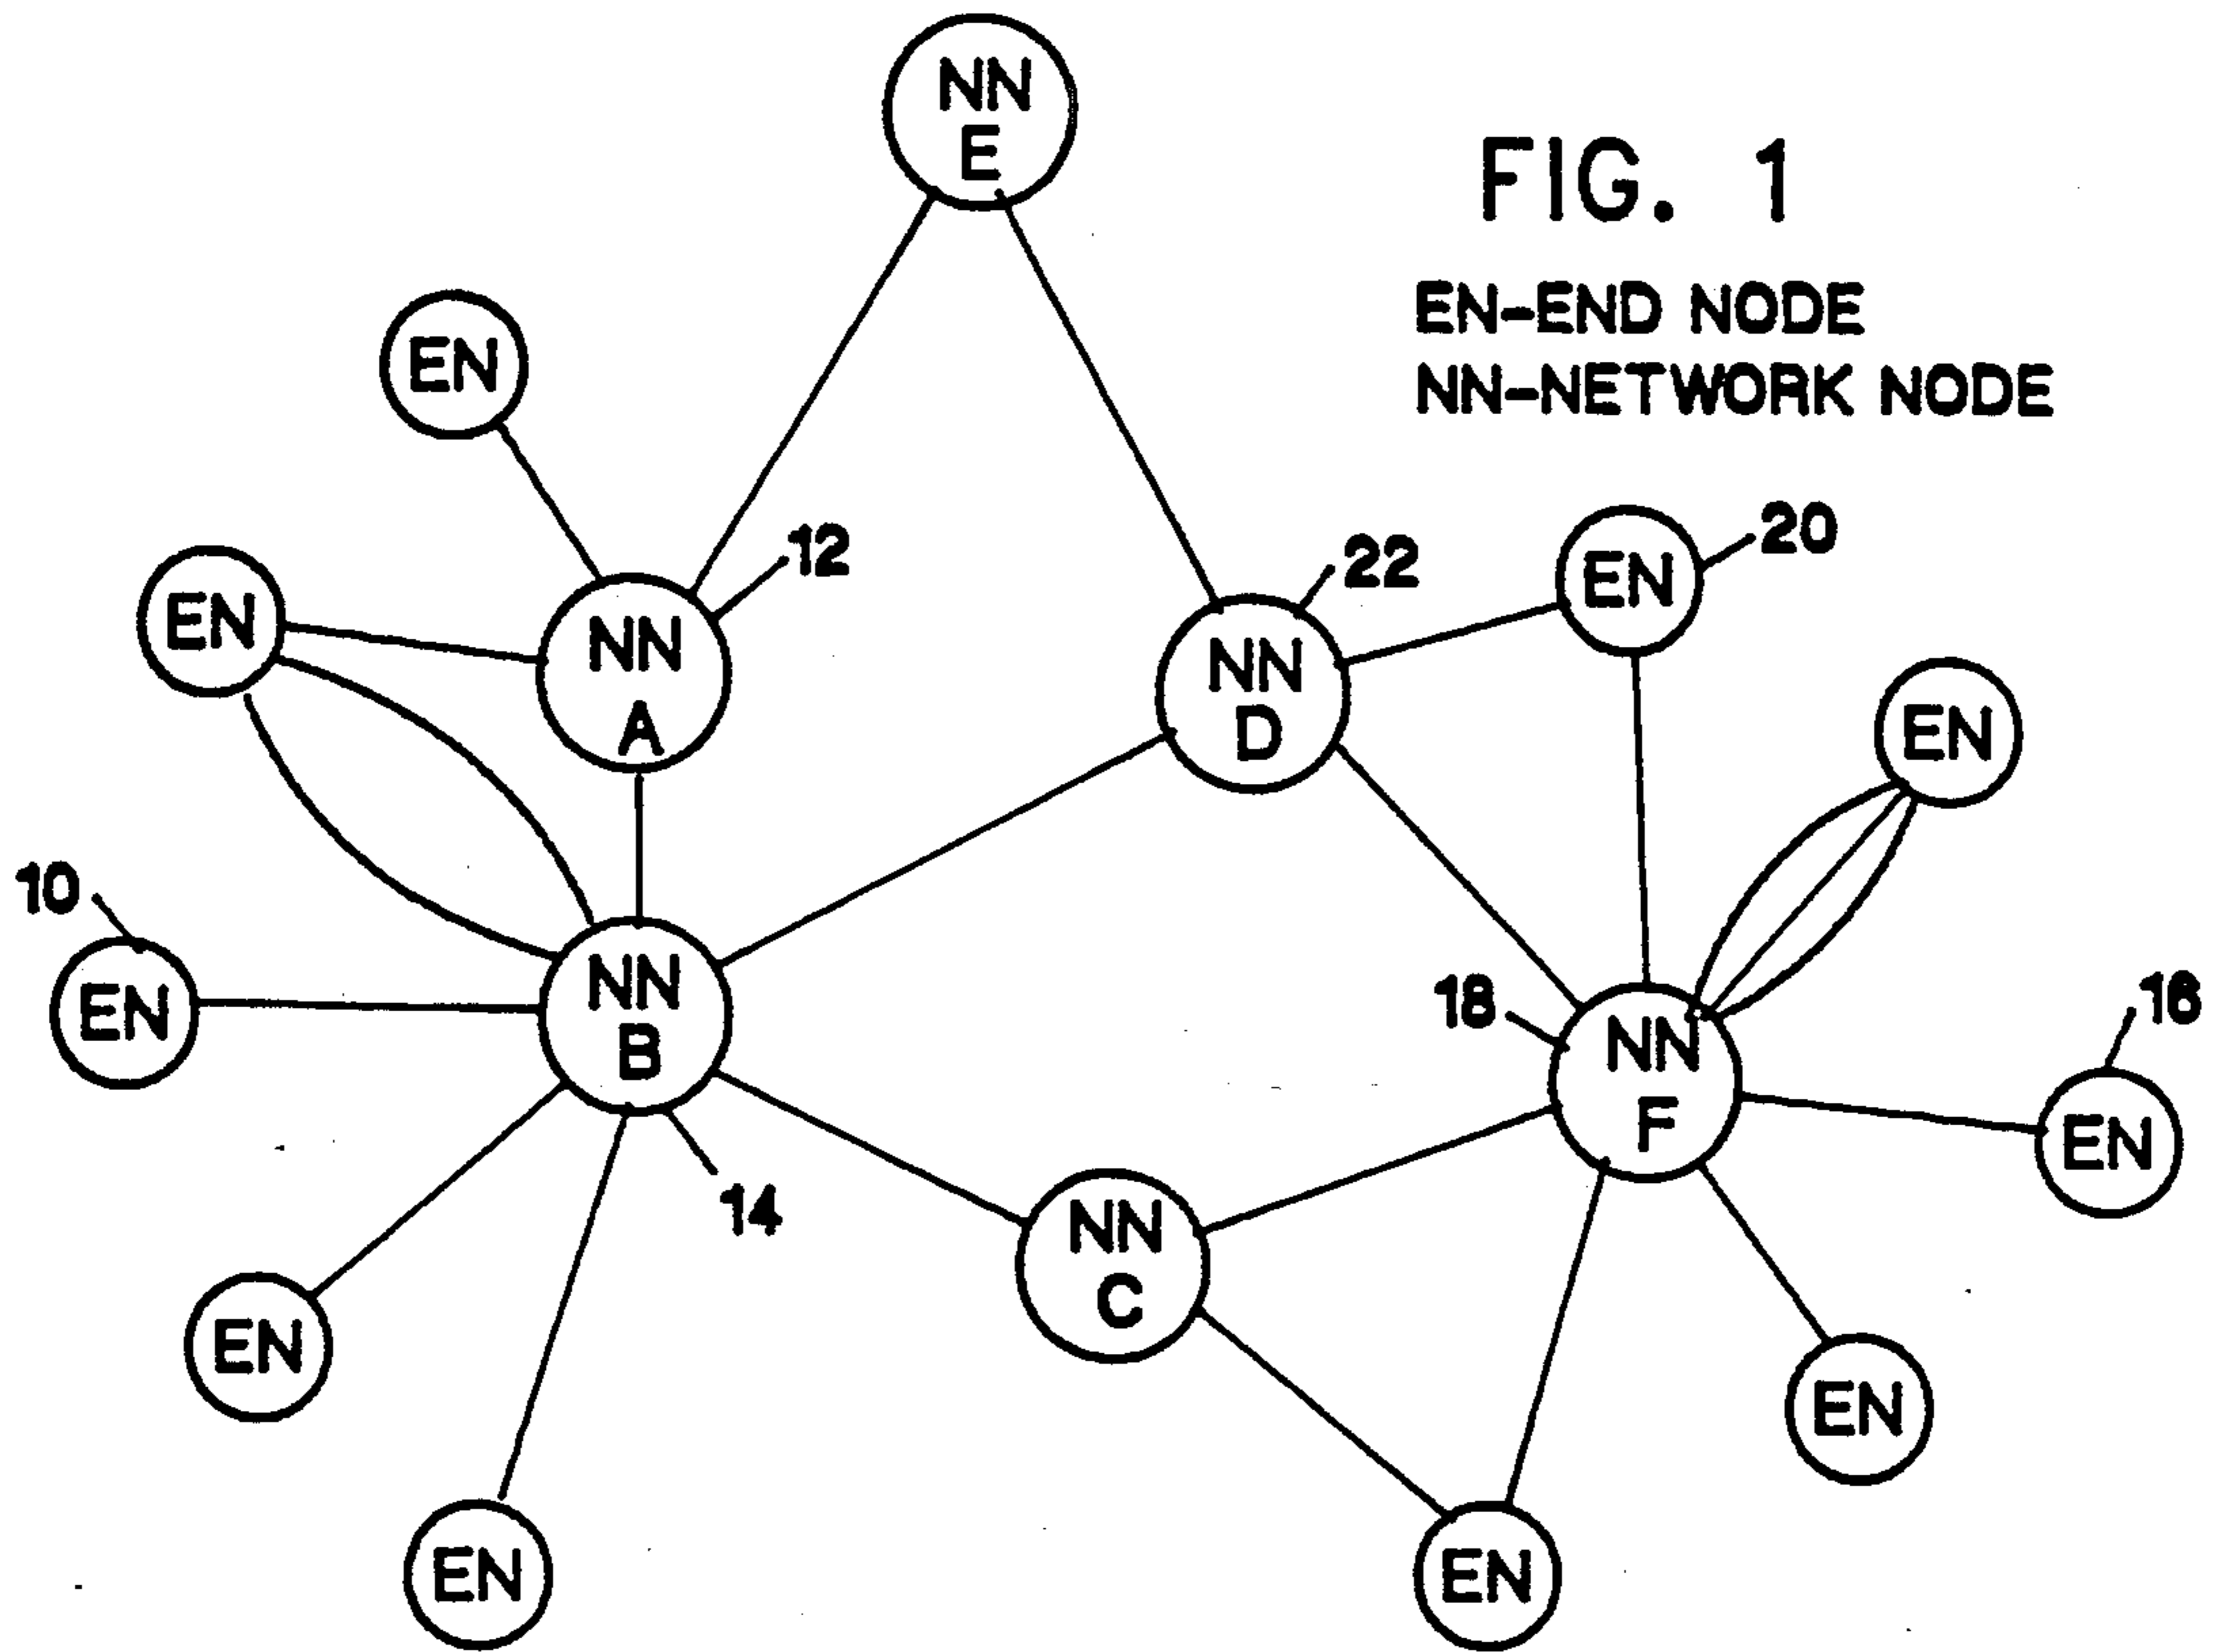 NN
E
FIG. 1
EN-END NODE
NN-NETWORK NODE
EN
12
20
22
EN
EN
NN
A
NN
D
EN
10
EN
NN
B
18
NN
F
16
EN
14
NN
C
EN
EN
EN
EN